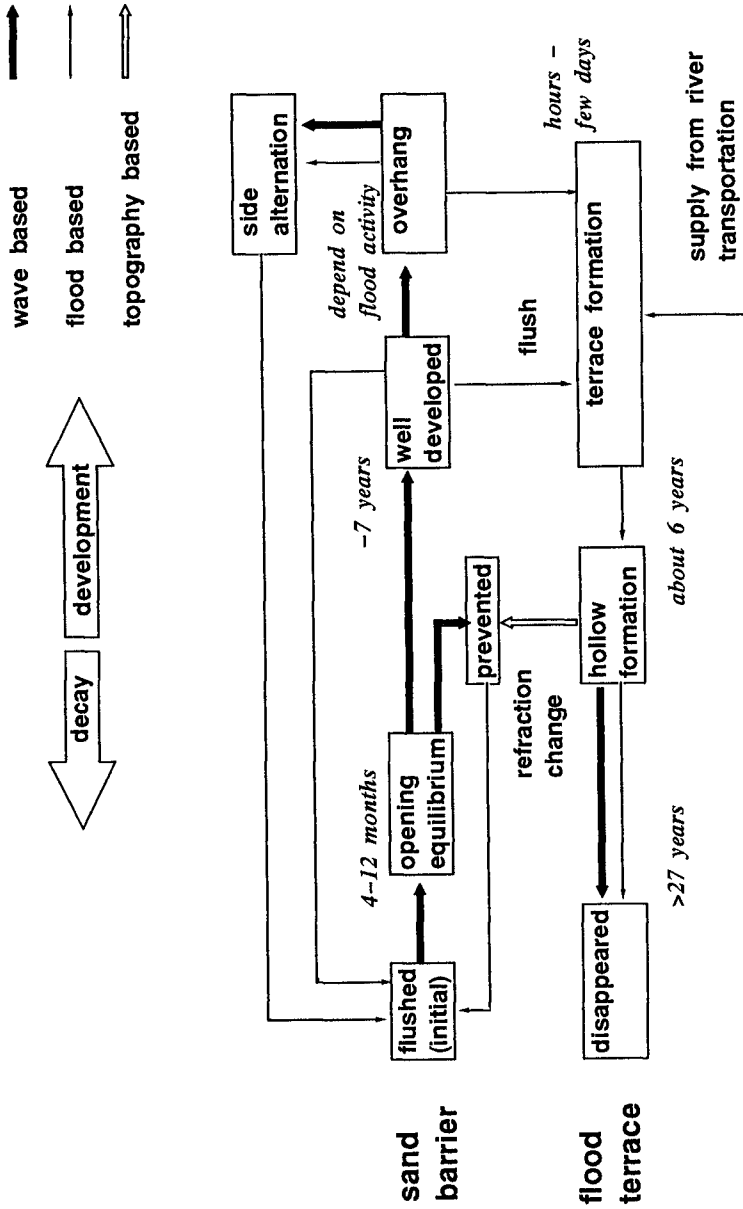 wave based
flood based
topography based
decay
development
side
alternation
depend on
flood activity
overhang
hours –
few days
–7 years
well
developed
flush
terrace formation
supply from river
transportation
4–12 months
opening
equilibrium
prevented
refraction
change
about 6 years
hollow
formation
sand
barrier
flushed
(initial)
flood
terrace
disappeared
>27 years